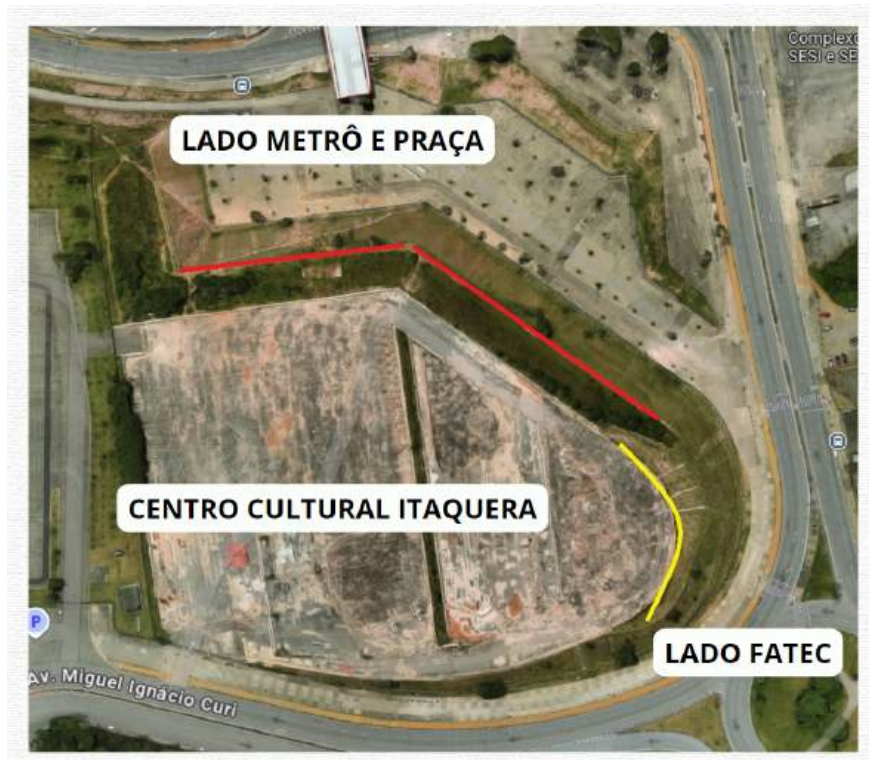 Complexo
SESI e SE
LADO METRÔ E PRAÇA
CENTRO CULTURAL ITAQUERA
P
LADO FATEC
Av. Miguel Ignácio Curi